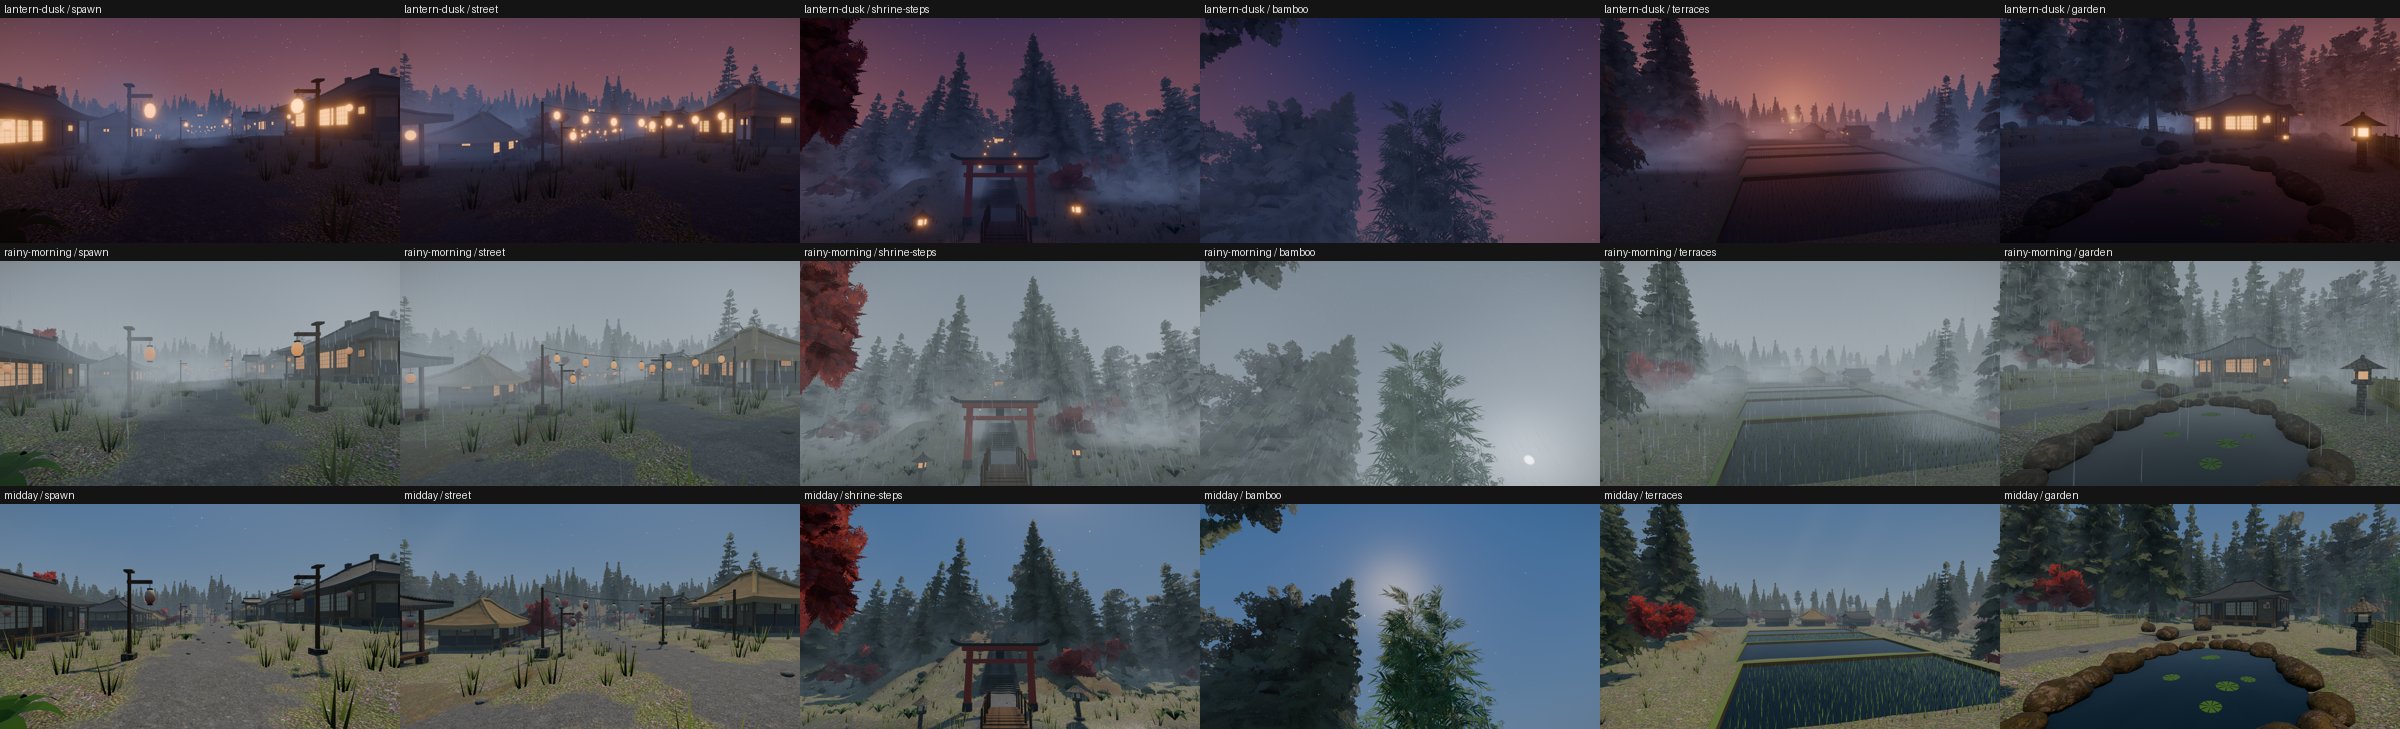 lantern-dusk / spawn
lantern-dusk / street
lantern-dusk / shrine-steps
lantern-dusk / bamboo
lantern-dusk / terraces
lantern-dusk / garden
rainy-morning / spawn
rainy-morning / street
rainy-morning / shrine-steps
rainy-morning / bamboo
rainy-morning / terraces
rainy-morning / garden
midday / spawn
midday / street
midday / shrine-steps
midday / bamboo
midday / terraces
midday / garden